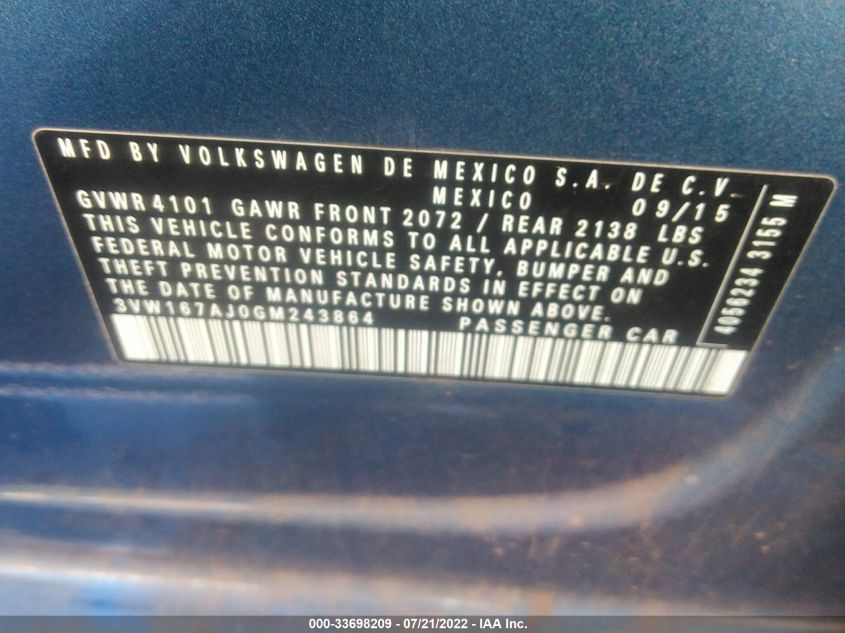 MFD BY VOLKSWAGEN DE MEXICO S.A. DE C.V.
MEXICO 09/15
GVWR 4101 GAWR FRONT 2072 / REAR 2138 LBS
THIS VEHICLE CONFORMS TO ALL APPLICABLE U.S.
FEDERAL MOTOR VEHICLE SAFETY, BUMPER AND
THEFT PREVENTION STANDARDS IN EFFECT ON
THE DATE OF MANUFACTURE SHOWN ABOVE.
3VW167AJ0GM243864 PASSENGER CAR
4056234 3155 M
000-33698209 - 07/21/2022 - IAA Inc.